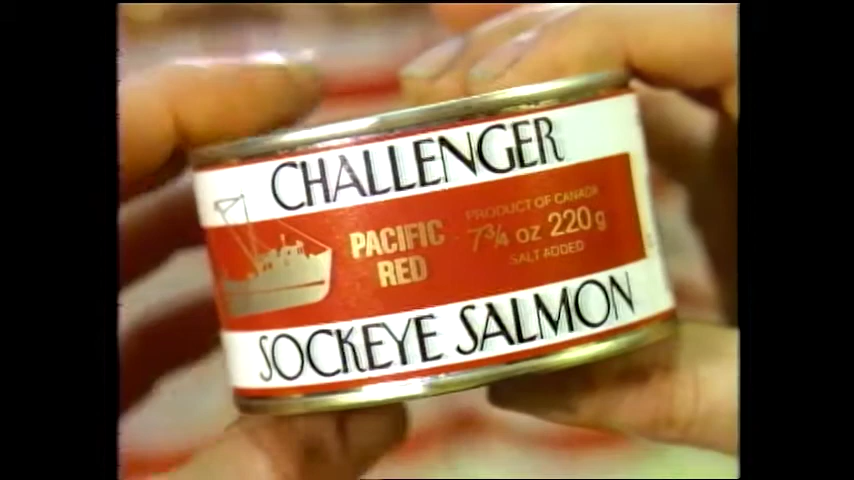 CHALLENGER
PACIFIC
RED
PRODUCT OF CANADA
7¾ OZ 220g
SALT ADDED
SOCKEYE SALMON